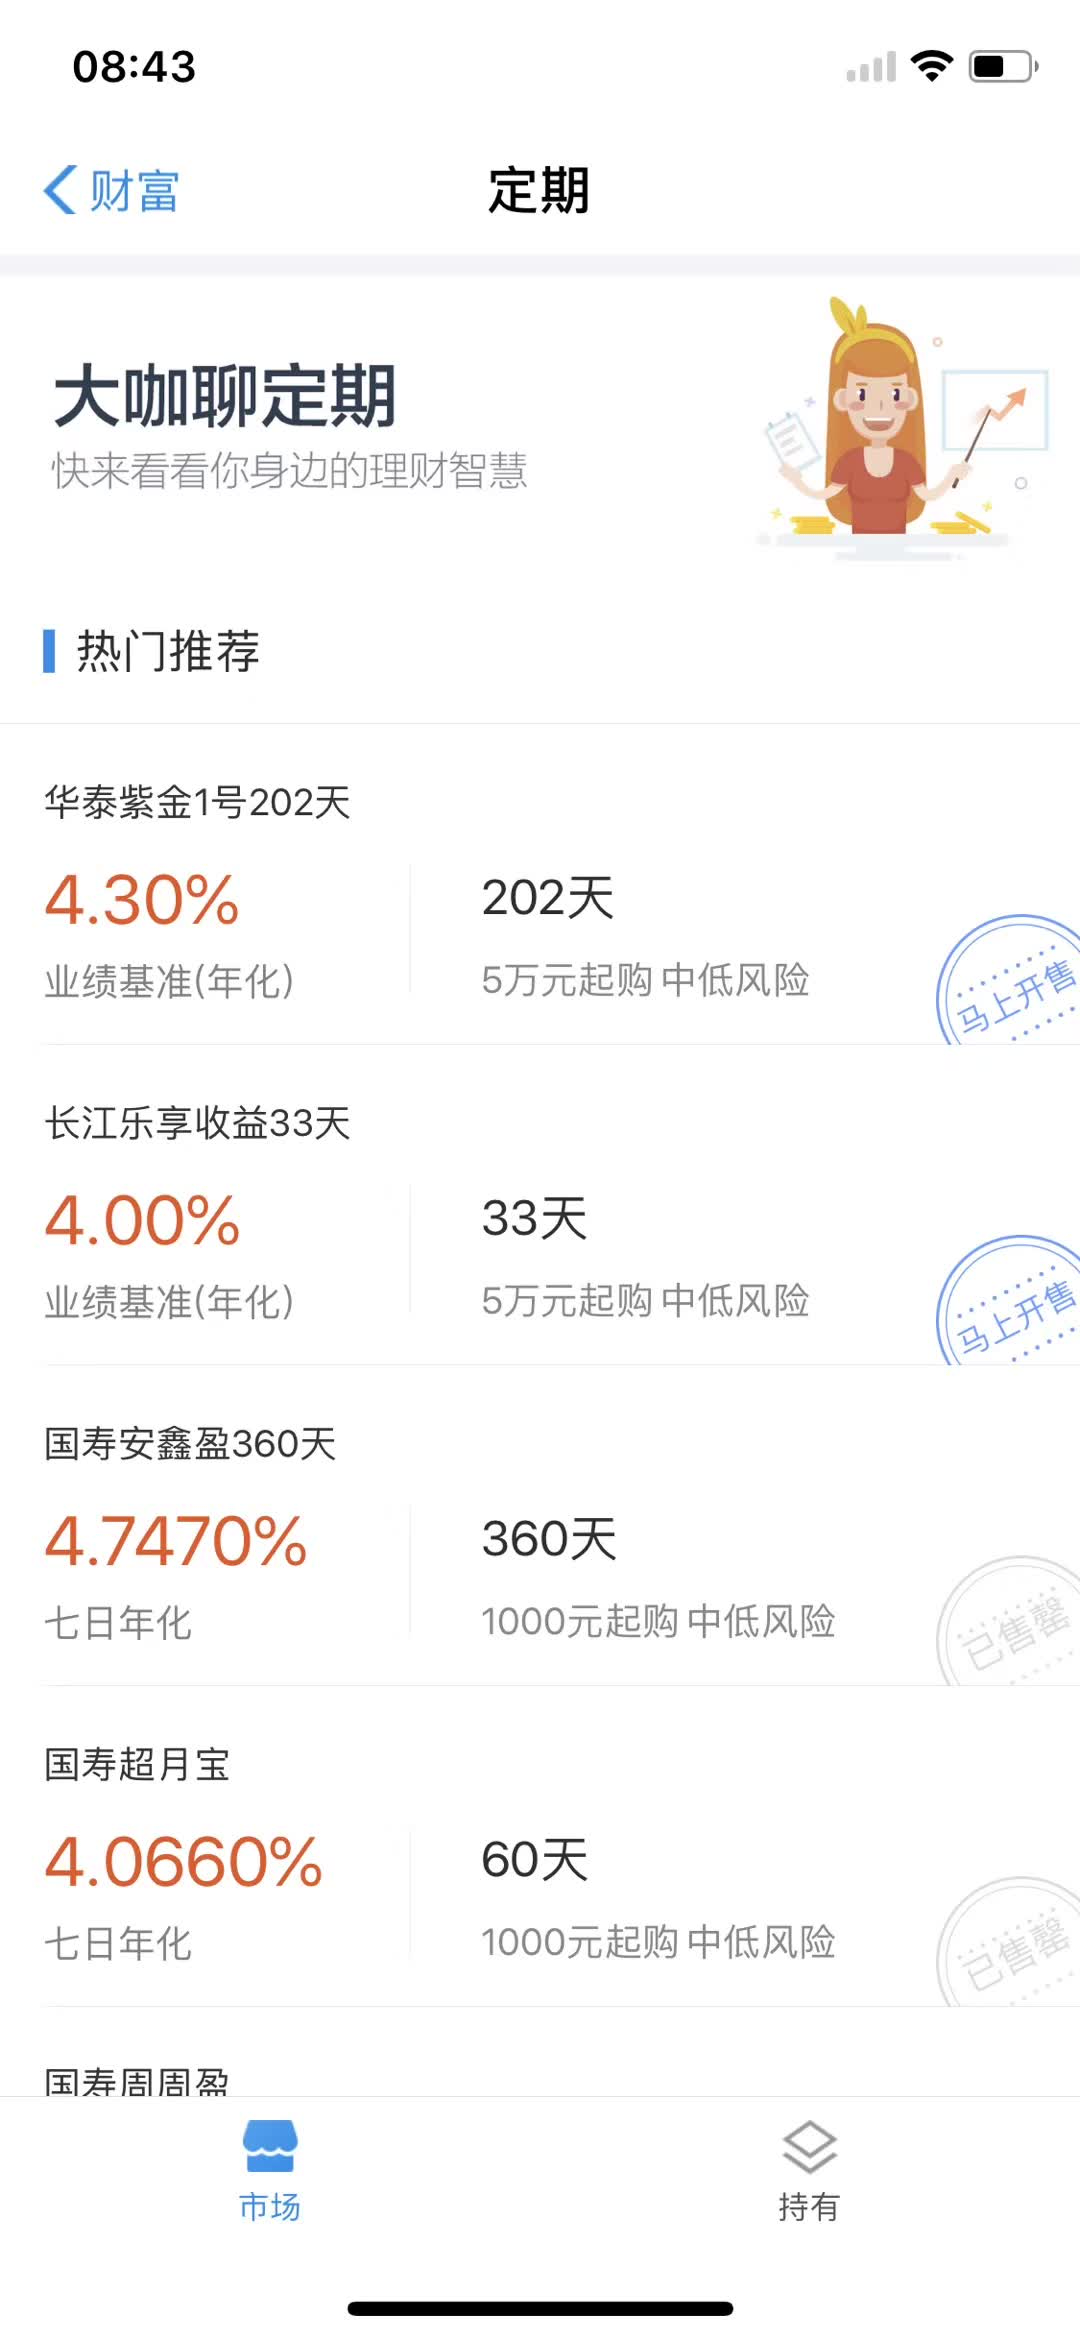 08:43
财富
定期
大咖聊定期
快来看看你身边的理财智慧
热门推荐
华泰紫金1号202天
4.30%
202天
业绩基准(年化)
5万元起购 中低风险
马上开售
长江乐享收益33天
4.00%
33天
业绩基准(年化)
5万元起购 中低风险
马上开售
国寿安鑫盈360天
4.7470%
360天
七日年化
1000元起购 中低风险
已售罄
国寿超月宝
4.0660%
60天
七日年化
1000元起购 中低风险
已售罄
国寿周周盈
市场
持有